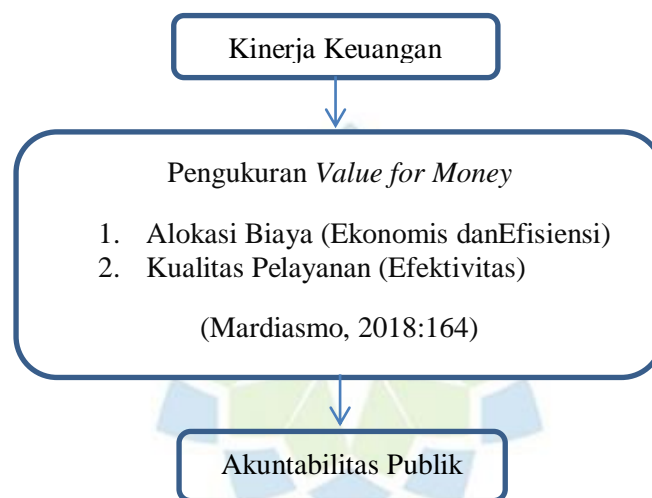 Kinerja Keuangan
Pengukuran Value for Money
1. Alokasi Biaya (Ekonomis danEfisiensi)
2. Kualitas Pelayanan (Efektivitas)
(Mardiasmo, 2018:164)
Akuntabilitas Publik